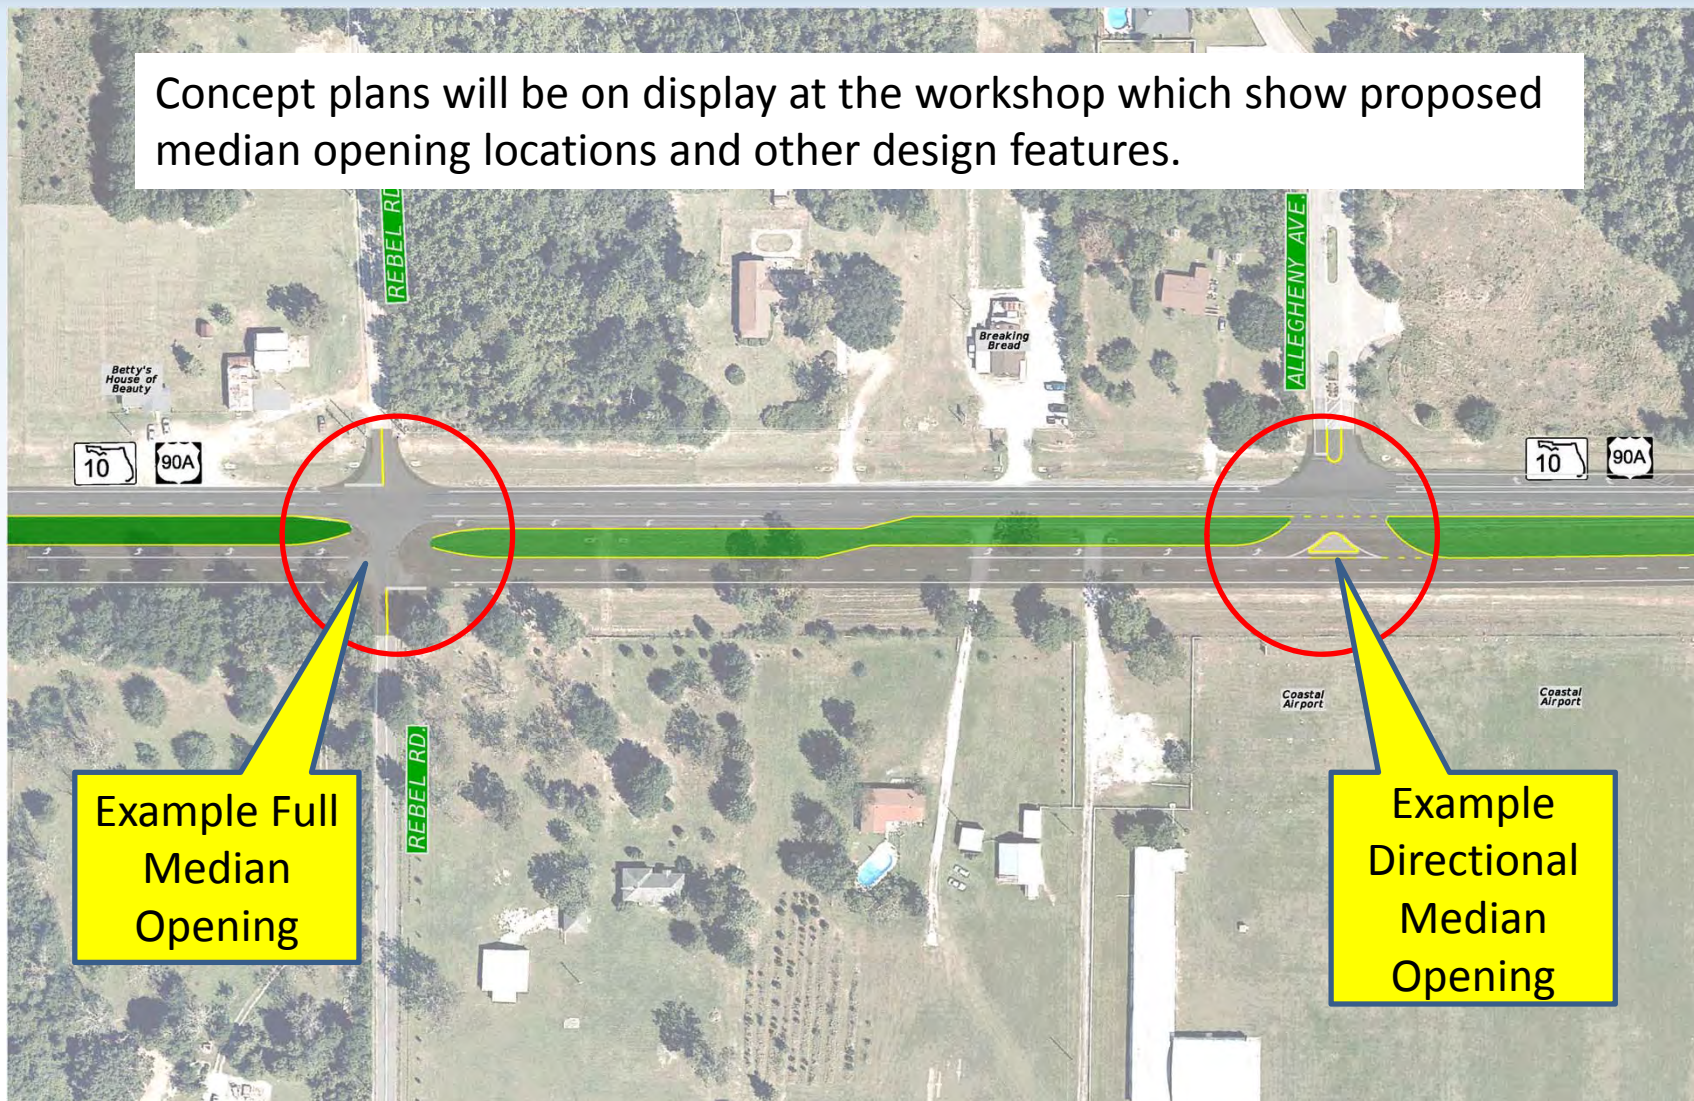 Concept plans will be on display at the workshop which show proposed
median opening locations and other design features.
REBEL RD.
ALLEGHENY AVE.
Breaking
Bread
Betty's
House of
Beauty
10
90A
10
90A
Coastal
Airport
Coastal
Airport
REBEL RD.
Example Full
Median
Opening
Example
Directional
Median
Opening